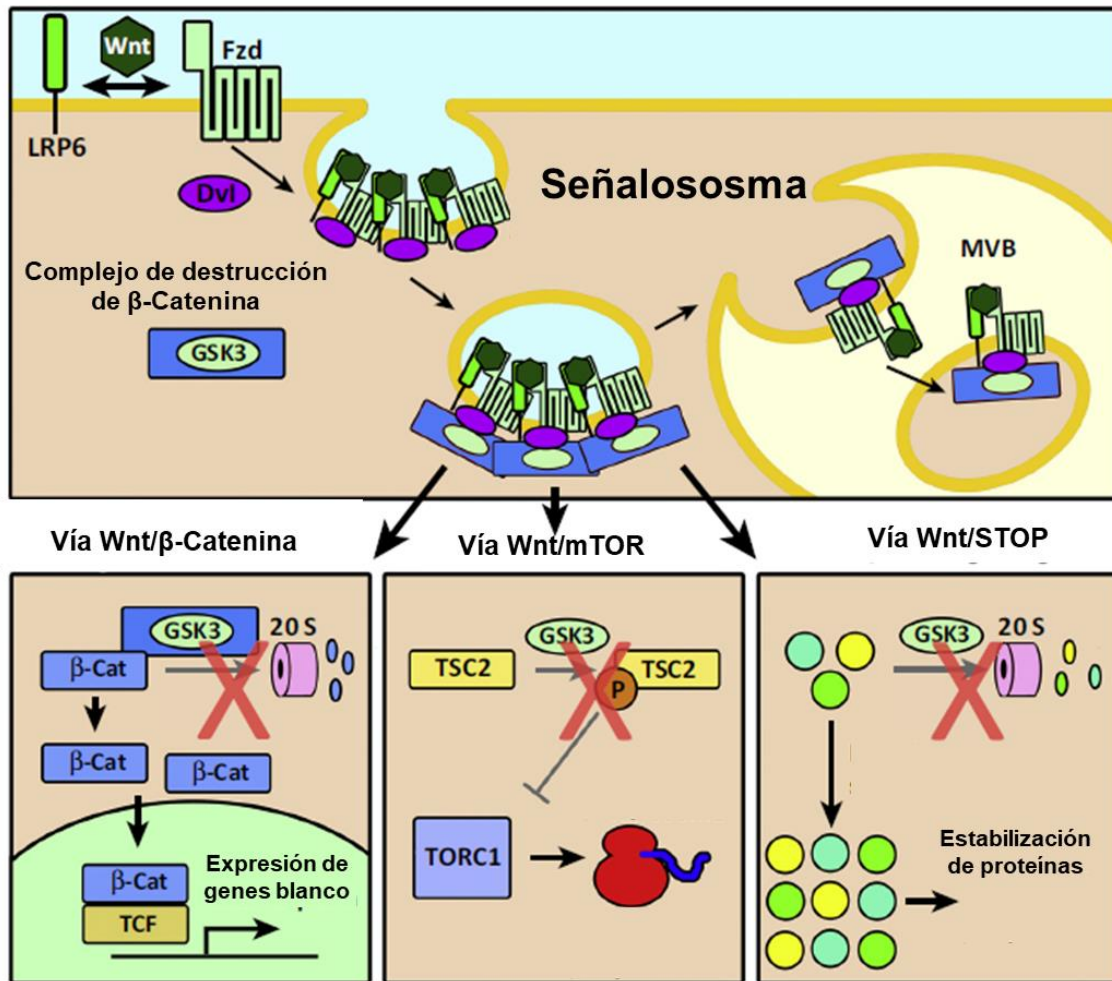 Wnt
Fzd
LRP6
Dvl
Señalososma
Complejo de destrucción
de β-Catenina
GSK3
MVB
Vía Wnt/β-Catenina
Vía Wnt/mTOR
Vía Wnt/STOP
GSK3
20 S
β-Cat
β-Cat
β-Cat
β-Cat
TCF
Expresión de
genes blanco
GSK3
TSC2
P
TSC2
TORC1
GSK3
20 S
Estabilización
de proteínas